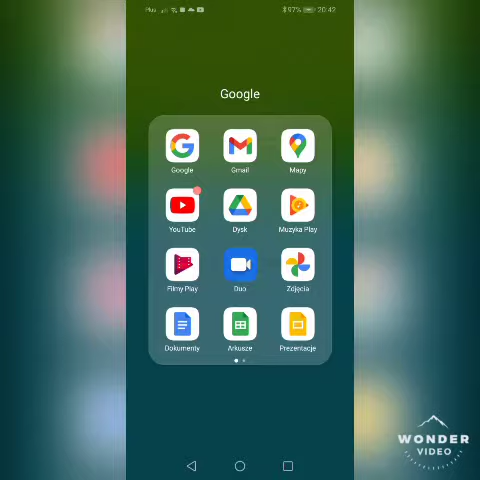 Plus 97% 20:42
Google
Google Gmail Mapy
YouTube Dysk Muzyka Play
Filmy Play Duo Zdjęcia
Dokumenty Arkusze Prezentacje
WONDER
VIDEO